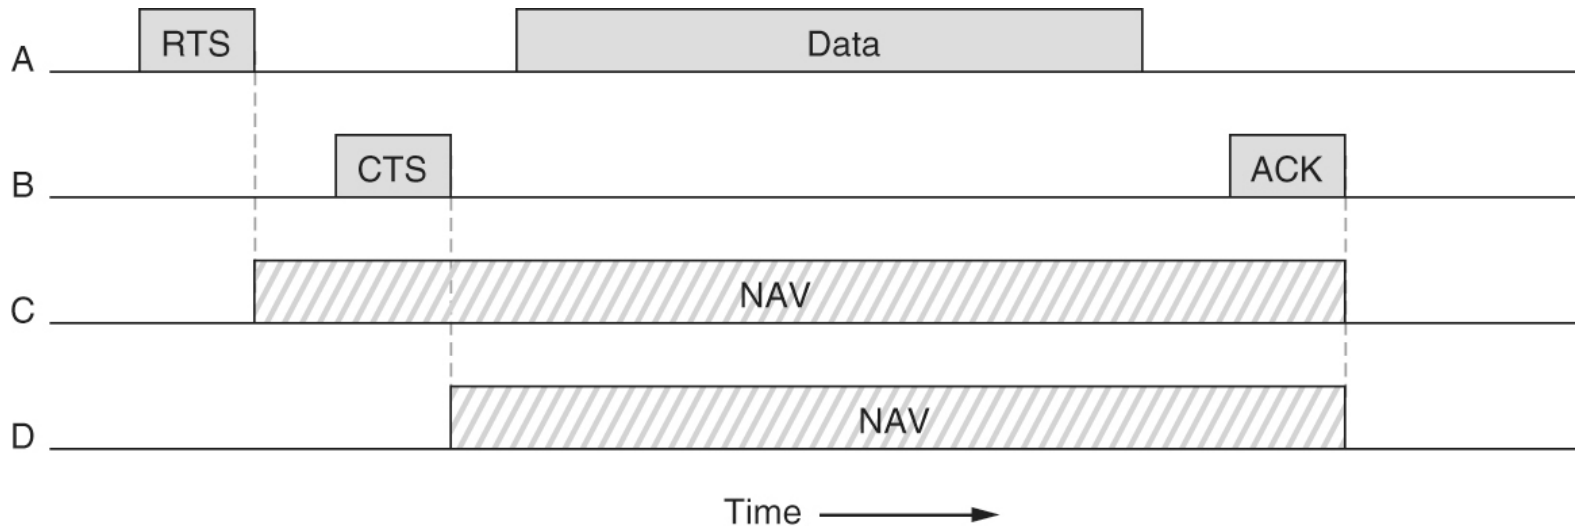 A RTS Data
B CTS ACK
C NAV
D NAV
Time